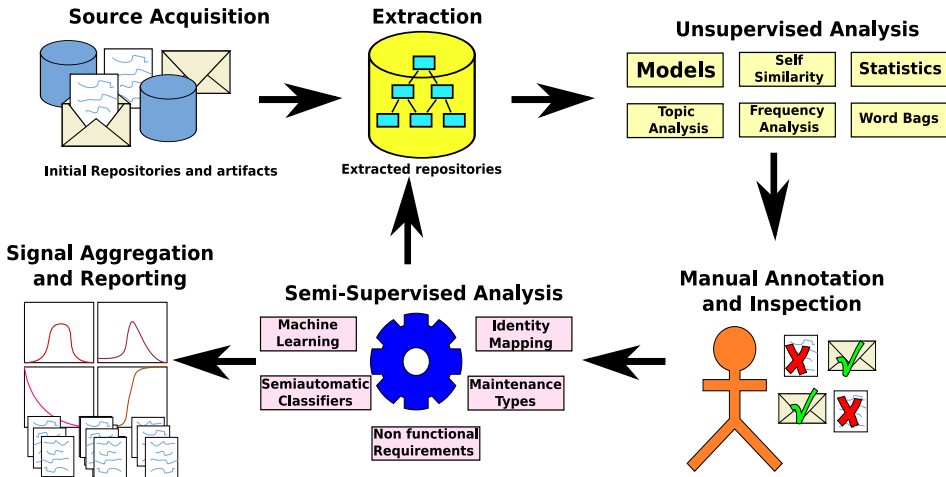 Source Acquisition
Initial Repositories and artifacts
Extraction
Extracted repositories
Unsupervised Analysis
Models
Self
Similarity
Statistics
Topic
Analysis
Frequency
Analysis
Word Bags
Manual Annotation
and Inspection
Semi-Supervised Analysis
Machine
Learning
Identity
Mapping
Semiautomatic
Classifiers
Maintenance
Types
Non functional
Requirements
Signal Aggregation
and Reporting